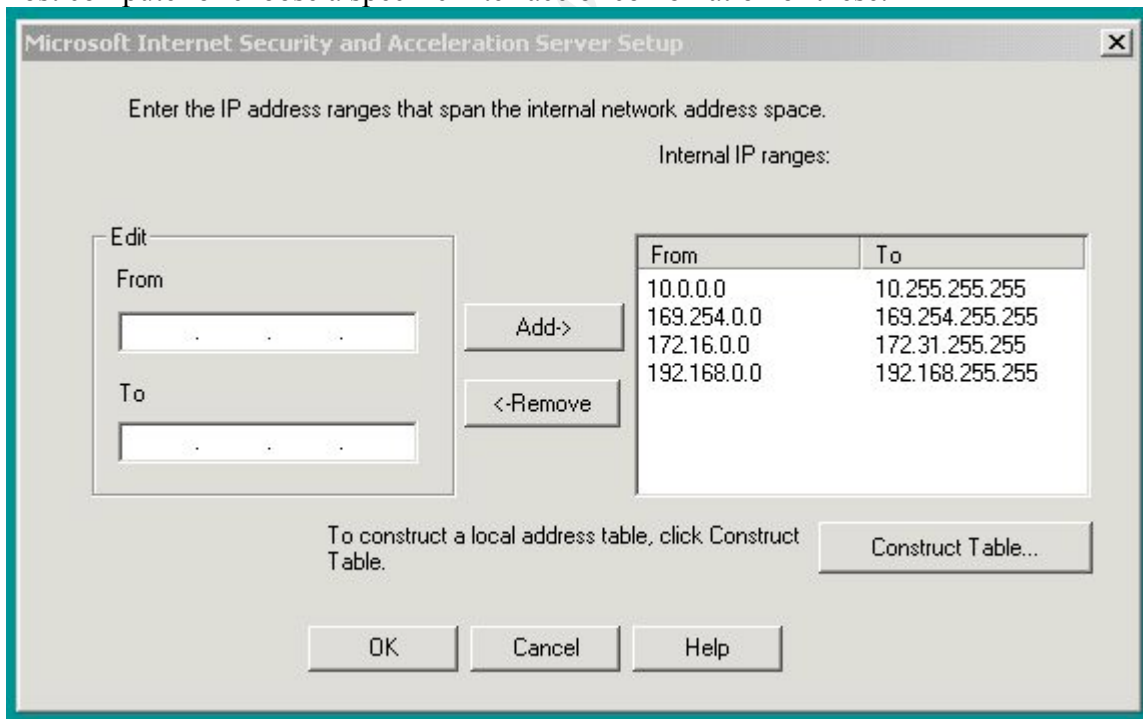 Microsoft Internet Security and Acceleration Server Setup
Enter the IP address ranges that span the internal network address space.
Internal IP ranges:
Edit
From
To
Add->
<-Remove
From To
10.0.0.0 10.255.255.255
169.254.0.0 169.254.255.255
172.16.0.0 172.31.255.255
192.168.0.0 192.168.255.255
To construct a local address table, click Construct
Table.
Construct Table...
OK Cancel Help